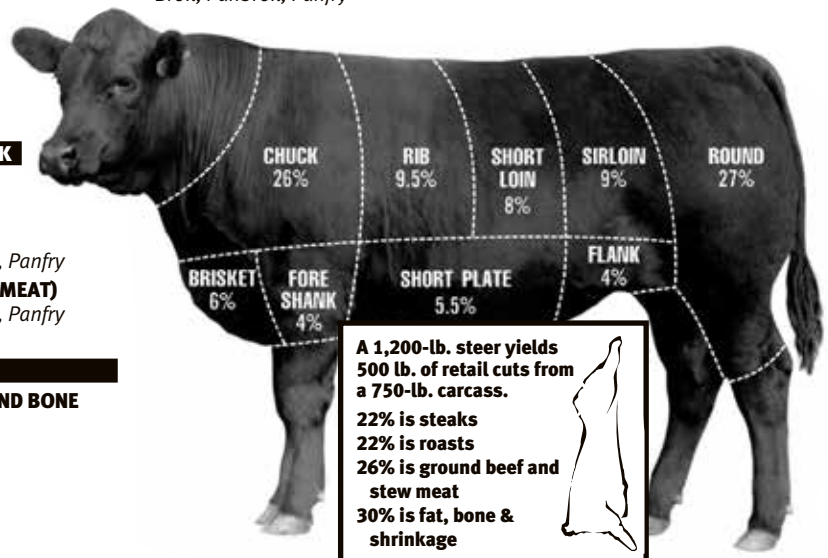 K
, Panfry
MEAT)
, Panfry
ND BONE
CHUCK
26%
RIB
9.5%
SHORT
LOIN
8%
SIRLOIN
9%
ROUND
27%
BRISKET
6%
FORE
SHANK
4%
SHORT PLATE
5.5%
FLANK
4%
A 1,200-lb. steer yields
500 lb. of retail cuts from
a 750-lb. carcass.
22% is steaks
22% is roasts
26% is ground beef and
stew meat
30% is fat, bone &
shrinkage